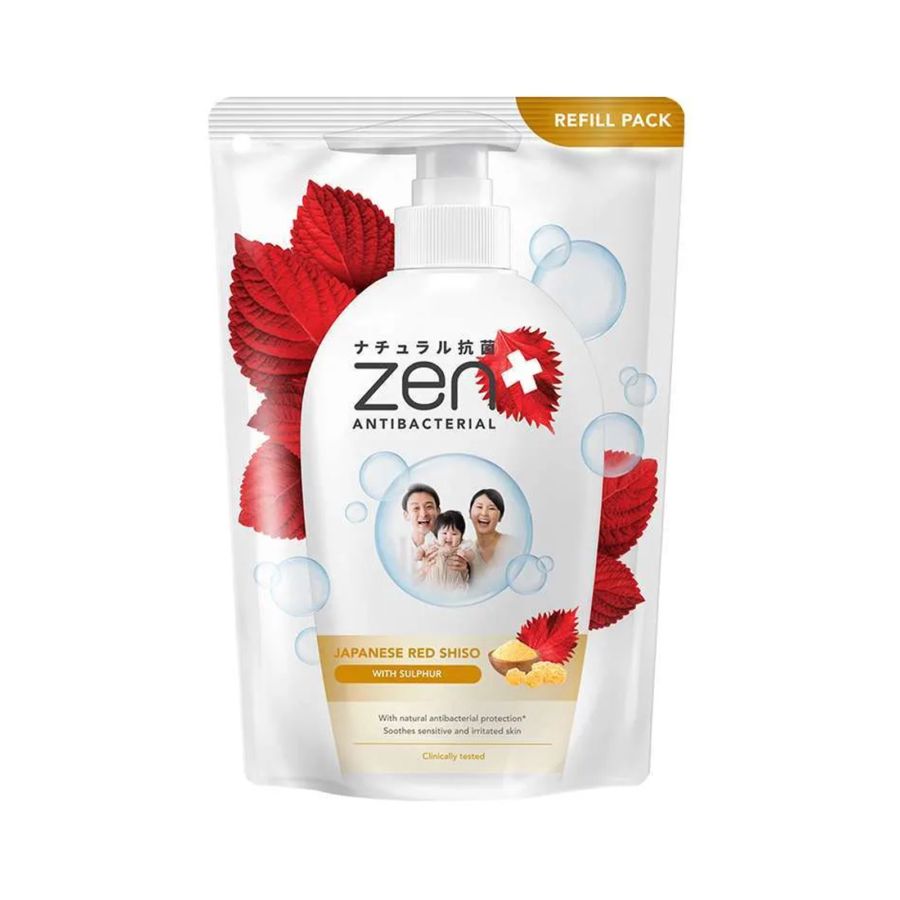 REFILL PACK
ナチュラル抗菌
zen
ANTIBACTERIAL
JAPANESE RED SHISO
WITH SULPHUR
With natural antibacterial protection*
Soothes sensitive and irritated skin
Clinically tested